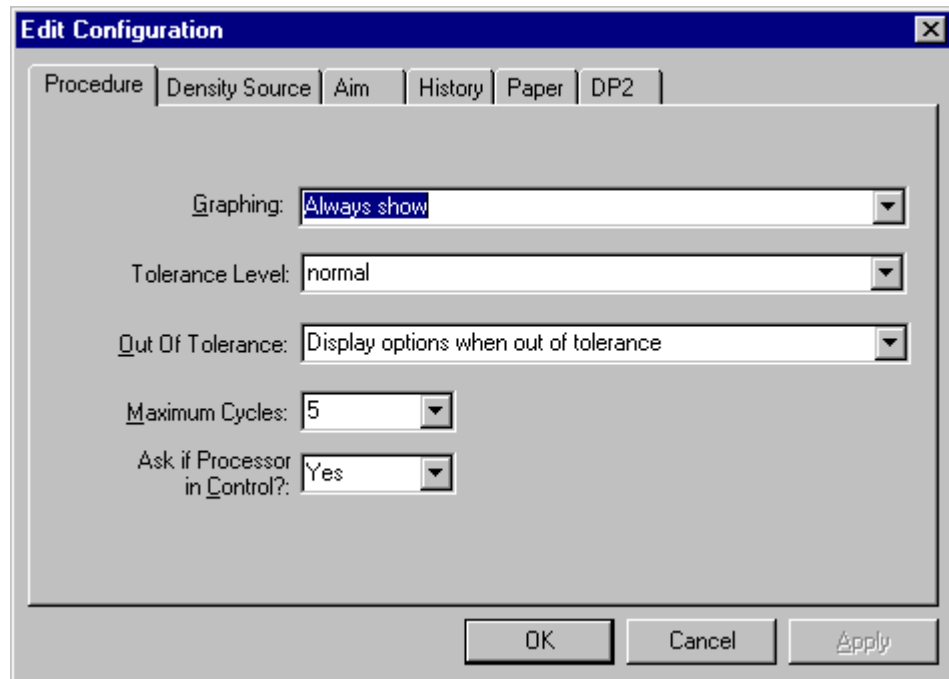 Edit Configuration
Procedure Density Source Aim History Paper DP2
Graphing: Always show
Tolerance Level: normal
Out Of Tolerance: Display options when out of tolerance
Maximum Cycles: 5
Ask if Processor
in Control?: Yes
OK Cancel Apply